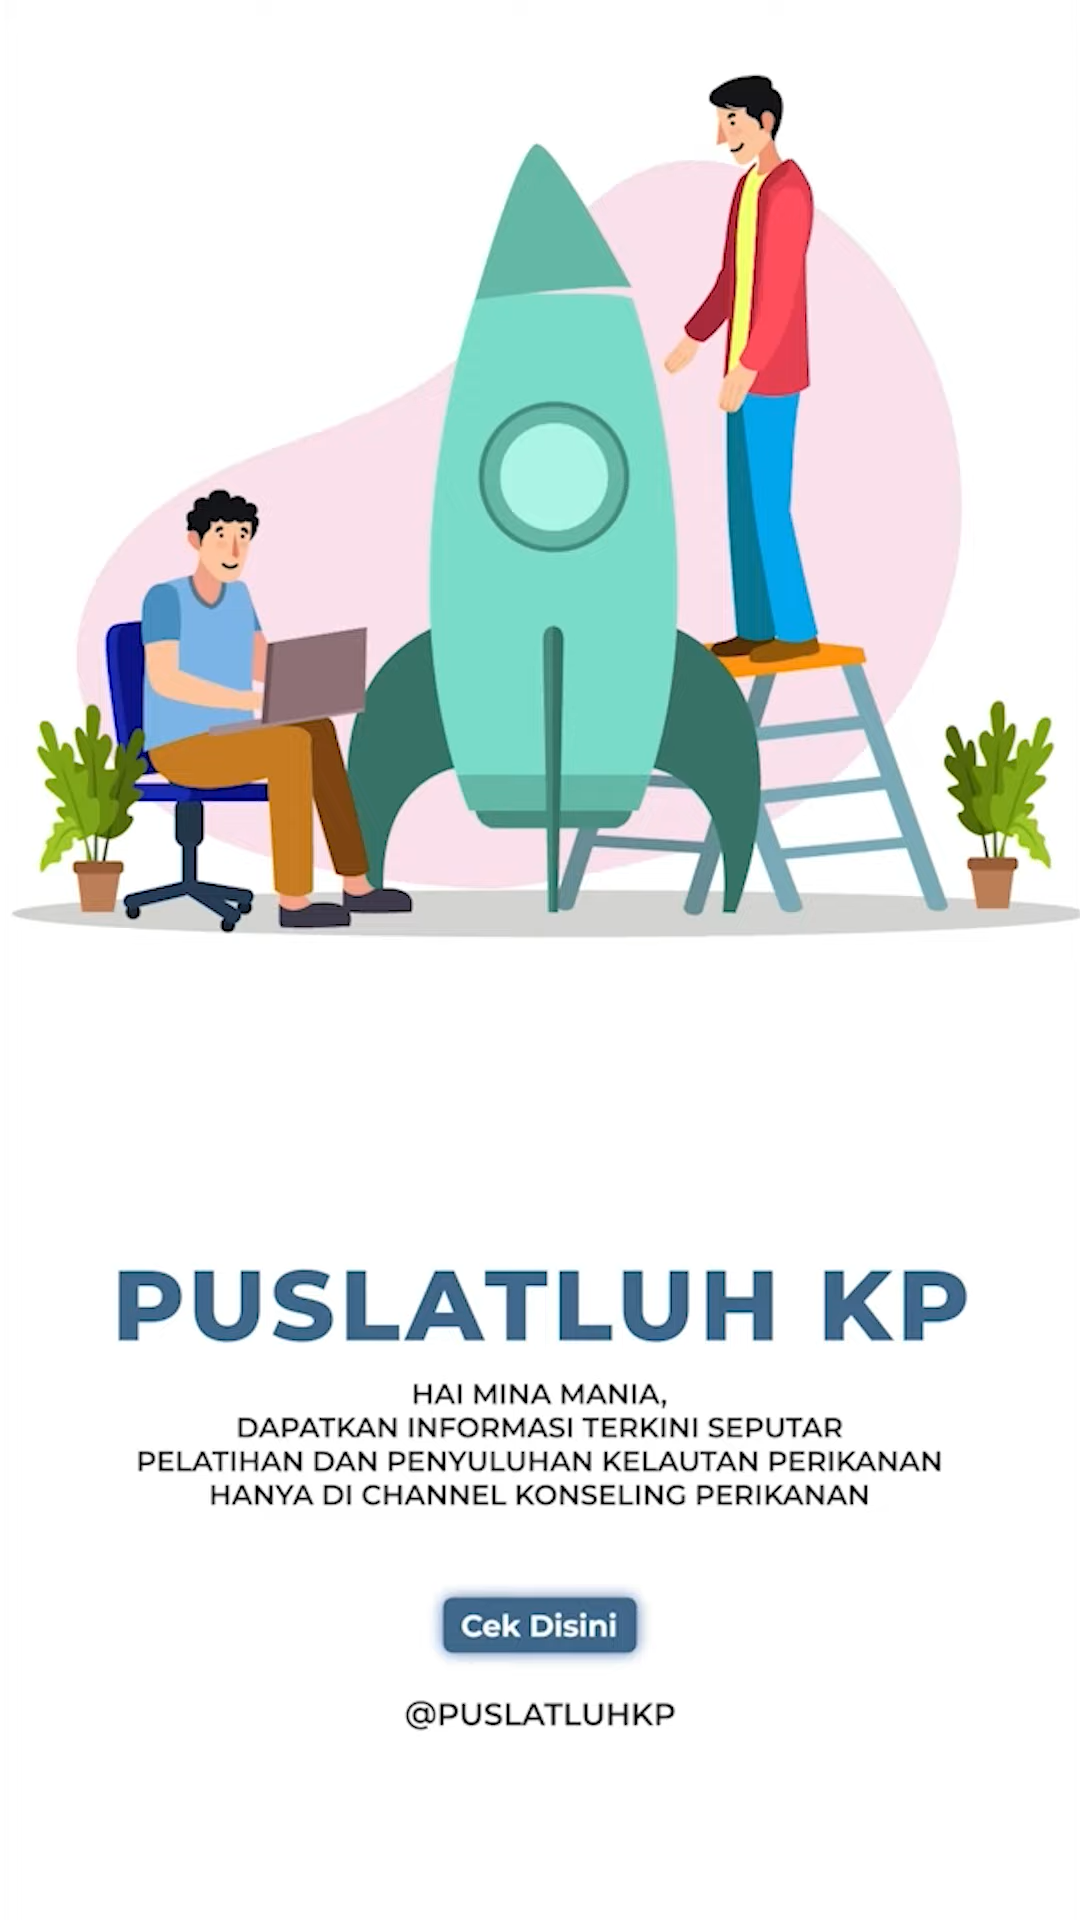 PUSLATLUH KP
HAI MINA MANIA,
DAPATKAN INFORMASI TERKINI SEPUTAR
PELATIHAN DAN PENYULUHAN KELAUTAN PERIKANAN
HANYA DI CHANNEL KONSELING PERIKANAN
Cek Disini
@PUSLATLUHKP